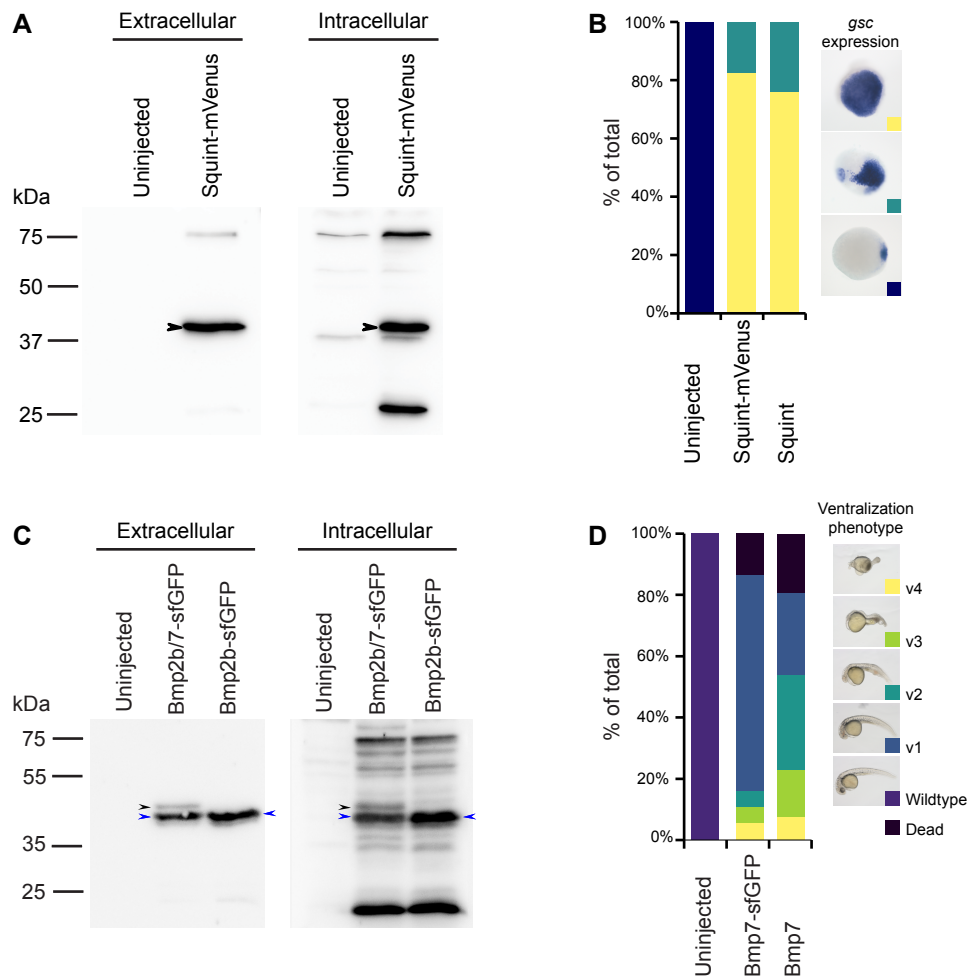 A
Extracellular
Intracellular
Uninjected
Squint-mVenus
Uninjected
Squint-mVenus
kDa
75
50
37
25
B
gsc
expression
100%
80%
60%
40%
20%
0%
% of total
Uninjected
Squint-mVenus
Squint
C
Extracellular
Intracellular
Uninjected
Bmp2b/7-sfGFP
Bmp2b-sfGFP
Uninjected
Bmp2b/7-sfGFP
Bmp2b-sfGFP
kDa
75
55
35
25
D
Ventralization
phenotype
100%
80%
60%
40%
20%
0%
% of total
v4
v3
v2
v1
Wildtype
Dead
Uninjected
Bmp7-sfGFP
Bmp7